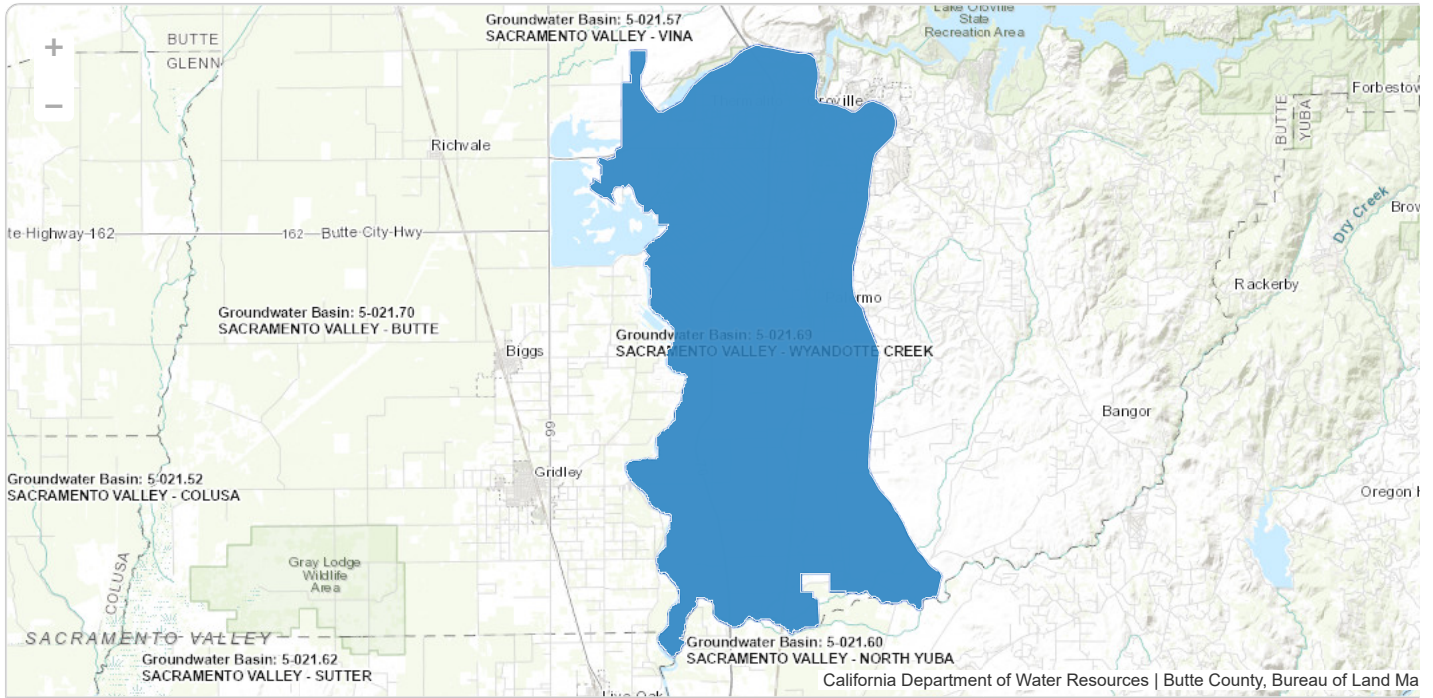 Groundwater Basin: 5-021.57
SACRAMENTO VALLEY - VINA
Lake Oroville
State
Recreation Area
+
BUTTE
GLENN
−
roville
Forbestow
BUTTE
YUBA
Richvale
Dry Creek
Brow
te Highway 162
162
Butte City-Hwy
Rackerby
rmo
Groundwater Basin: 5-021.70
SACRAMENTO VALLEY - BUTTE
Groundwater Basin: 5-021.69
SACRAMENTO VALLEY - WYANDOTTE CREEK
Biggs
Bangor
99
Gridley
Groundwater Basin: 5-021.52
SACRAMENTO VALLEY - COLUSA
Oregon H
Gray Lodge
Wildlife
Area
COLUSA
SACRAMENTO VALLEY
Groundwater Basin: 5-021.60
SACRAMENTO VALLEY - NORTH YUBA
Groundwater Basin: 5-021.62
SACRAMENTO VALLEY - SUTTER
Live Oak
California Department of Water Resources | Butte County, Bureau of Land Ma